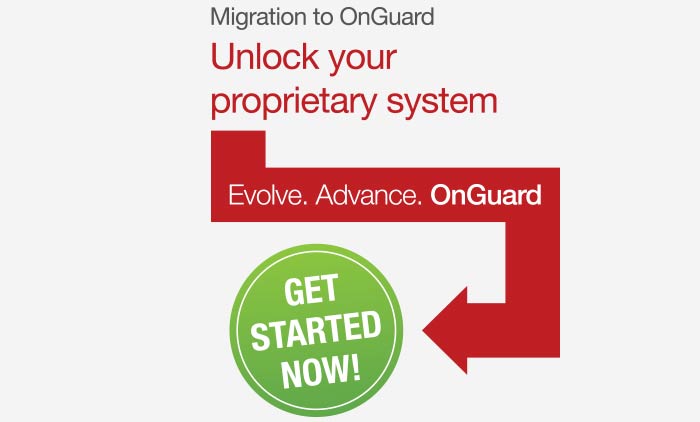 Migration to OnGuard
Unlock your
proprietary system
Evolve. Advance. OnGuard
GET
STARTED
NOW!